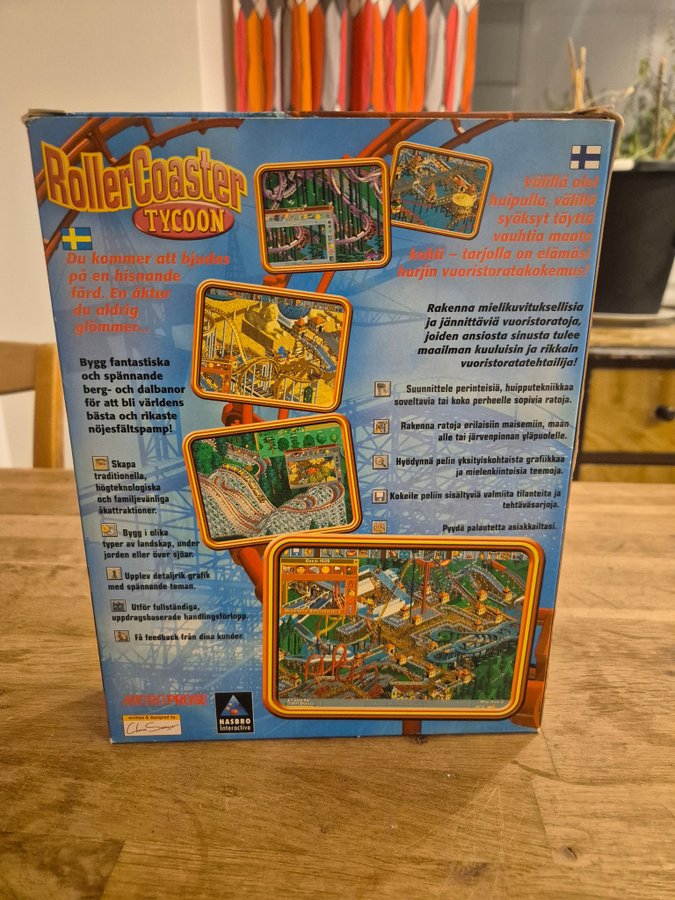 RollerCoaster
TYCOON
Du kommer att bjudas
på en hisnande
färd. En åktur
du aldrig
glömmer...
Bygg fantastiska
och spännande
berg- och dalbanor
för att bli världens
bästa och rikaste
nöjesfältspamp!
Skapa
traditionella,
högteknologiska
och familjevänliga
åkattraktioner.
Bygg i olika
typer av landskap, under
jorden eller över sjöar.
Upplev detaljrik grafik
med spännande teman.
Utför fullständiga,
uppdragsbaserade handlingsförlopp.
Få feedback från dina kunder.
MICROPROSE
written & designed by:
Chris Sawyer
HASBRO
Interactive
Välillä olet
huipulla, välillä
syöksyt täyttä
vauhtia maata
kohti – tarjolla on elämäsi
hurjin vuoristoratakokemus!
Rakenna mielikuvituksellisia
ja jännittäviä vuoristoratoja,
joiden ansiosta sinusta tulee
maailman kuuluisin ja rikkain
vuoristoratatehtailija!
Suunnittele perinteisiä, huipputekniikkaa
soveltavia tai koko perheelle sopivia ratoja.
Rakenna ratoja erilaisiin maisemiin, maan
alle tai järvenpinnan yläpuolelle.
Hyödynnä pelin yksityiskohtaista grafiikkaa
ja mielenkiintoisia teemoja.
Kokeile peliin sisältyviä valmiita tilanteita ja
tehtäväsarjoja.
Pyydä palautetta asiakkailtasi.